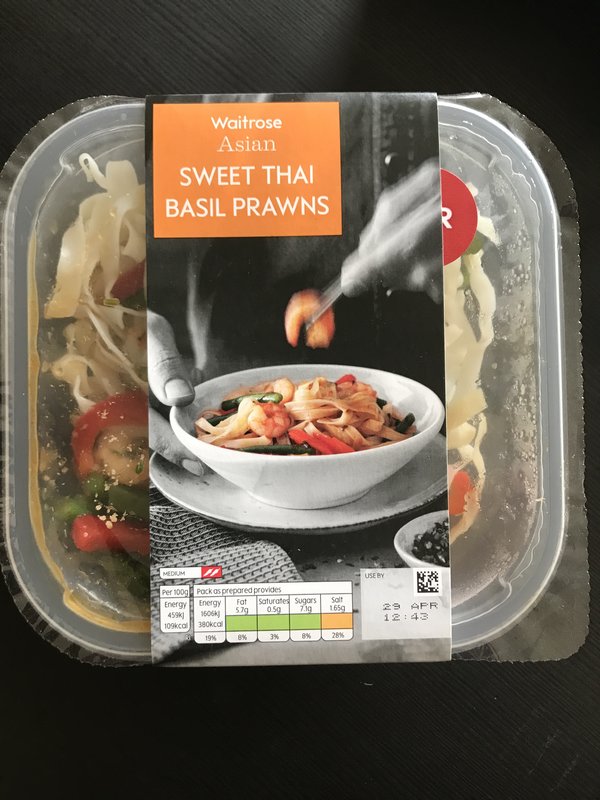 Waitrose
Asian
SWEET THAI
BASIL PRAWNS
R
MEDIUM
Per 100g
Energy
459kJ
109kcal
Pack as prepared provides
Energy
1606kJ
380kcal
19%
Fat
5.7g
8%
Saturates
0.5g
3%
Sugars
7.1g
8%
Salt
1.65g
28%
USE BY
29 APR
12:43